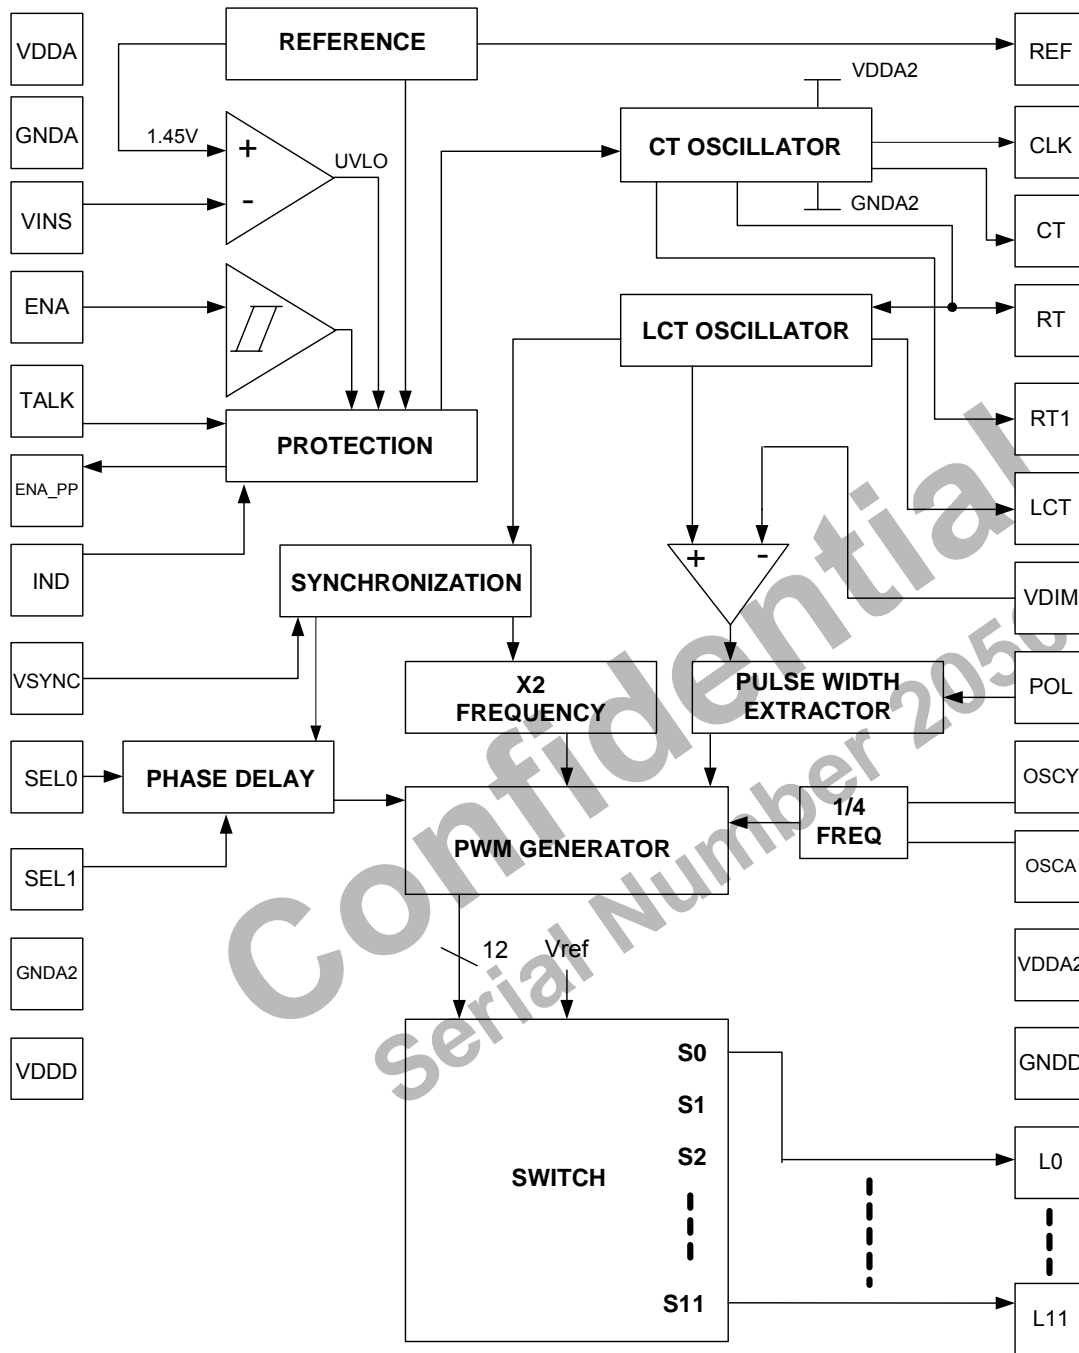 VDDA
GNDA
VINS
ENA
TALK
ENA_PP
IND
VSYNC
SEL0
SEL1
GNDA2
VDDD
REFERENCE
1.45V
+
-
UVLO
PROTECTION
SYNCHRONIZATION
X2
FREQUENCY
PHASE DELAY
PWM GENERATOR
12
Vref
SWITCH
S0
S1
S2
S11
VDDA2
CT OSCILLATOR
GNDA2
LCT OSCILLATOR
+
-
PULSE WIDTH
EXTRACTOR
1/4
FREQ
REF
CLK
CT
RT
RT1
LCT
VDIM
POL
OSCY
OSCA
VDDA2
GNDD
L0
L11
Confidential
Serial Number